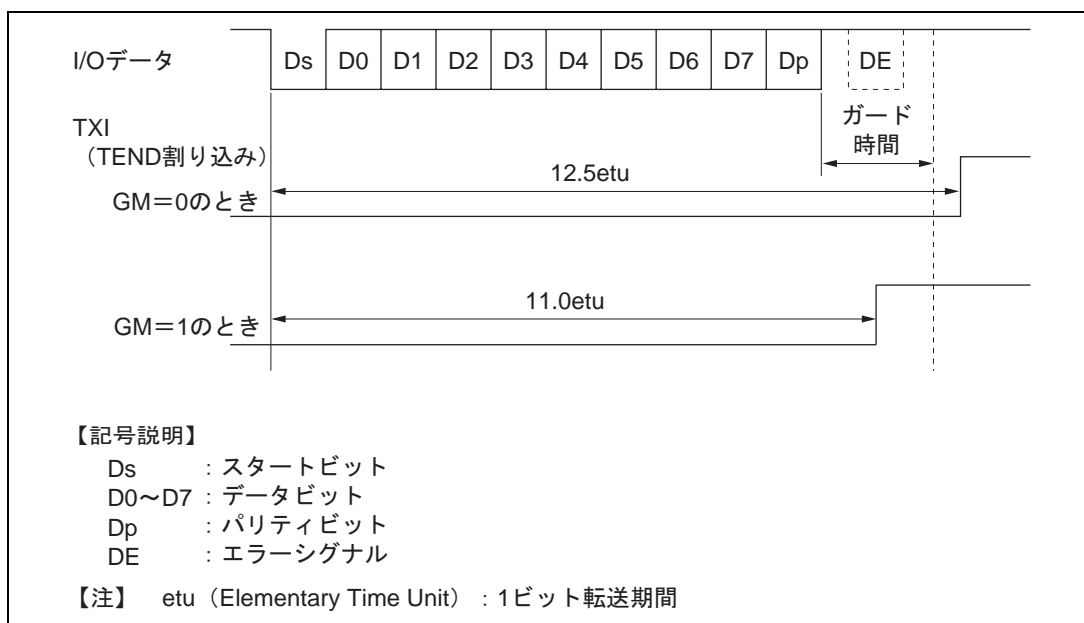 I/Oデータ Ds D0 D1 D2 D3 D4 D5 D6 D7 Dp DE
ガード
時間
TXI
（TEND割り込み）
12.5etu
GM＝0のとき
11.0etu
GM＝1のとき
【記号説明】
Ds ：スタートビット
D0～D7：データビット
Dp ：パリティビット
DE ：エラーシグナル
【注】 etu（Elementary Time Unit）：1ビット転送期間